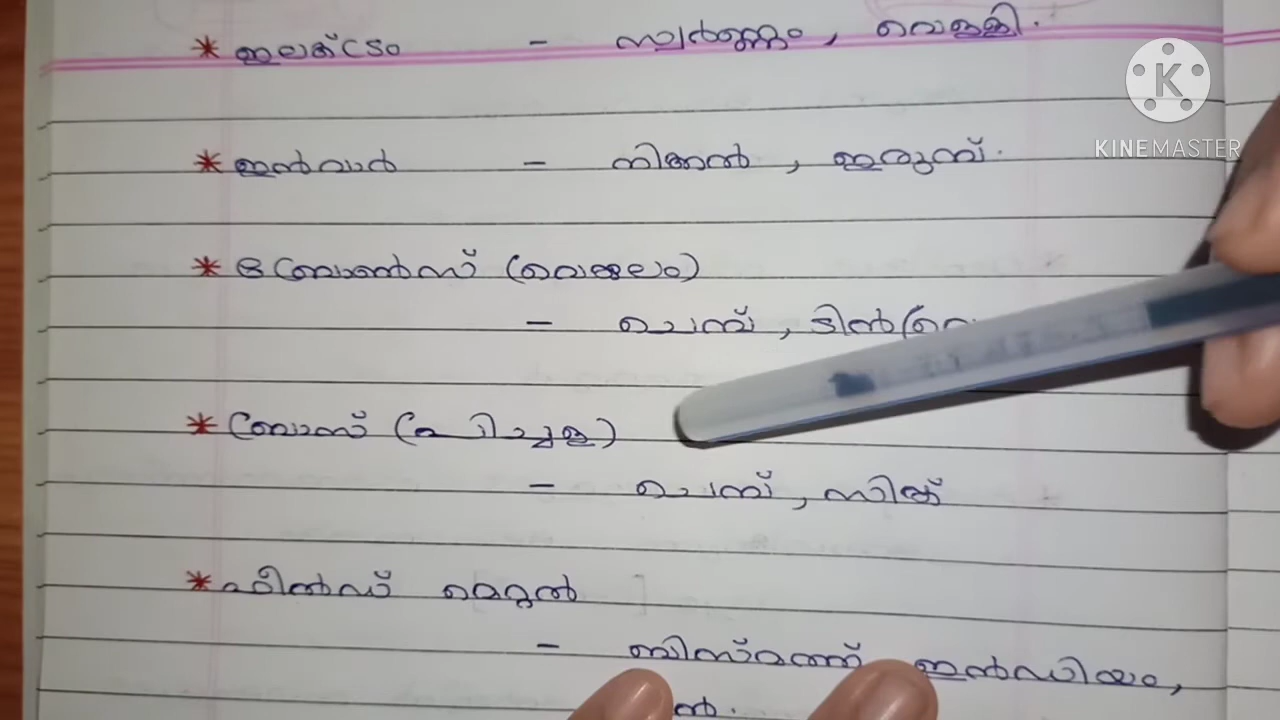 * ഇലക്ട്രം - സ്വർണ്ണം, വെള്ളി.
K
KINEMASTER
* ഇൻവാർ - നിക്കൽ, ഇരുമ്പ്.
* ബ്രോൺസ് (വെങ്കലം)
- ചെമ്പ്, ടിൻ
* ബ്രാസ് (പിച്ചള)
- ചെമ്പ്, സിങ്ക്
* ഫീൽഡ് മെറ്റൽ
- ബിസ്മത്ത് ഇൻഡിയം,